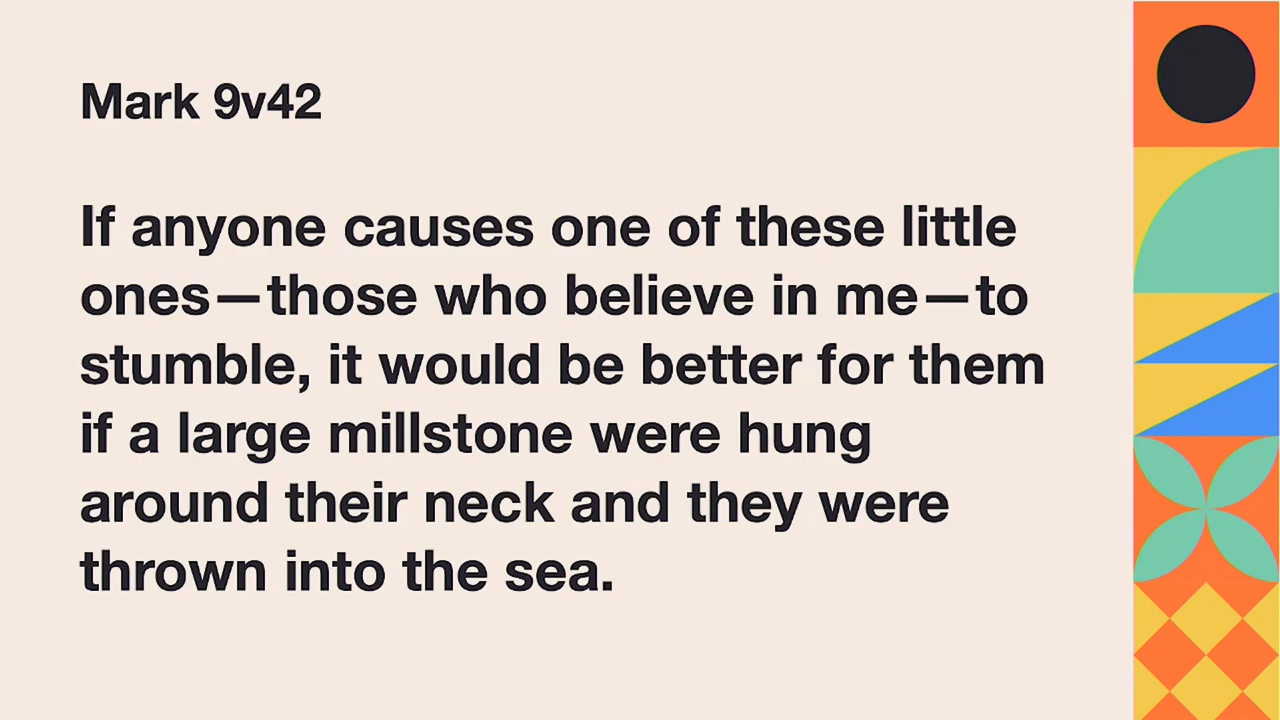 Mark 9v42
If anyone causes one of these little
ones—those who believe in me—to
stumble, it would be better for them
if a large millstone were hung
around their neck and they were
thrown into the sea.